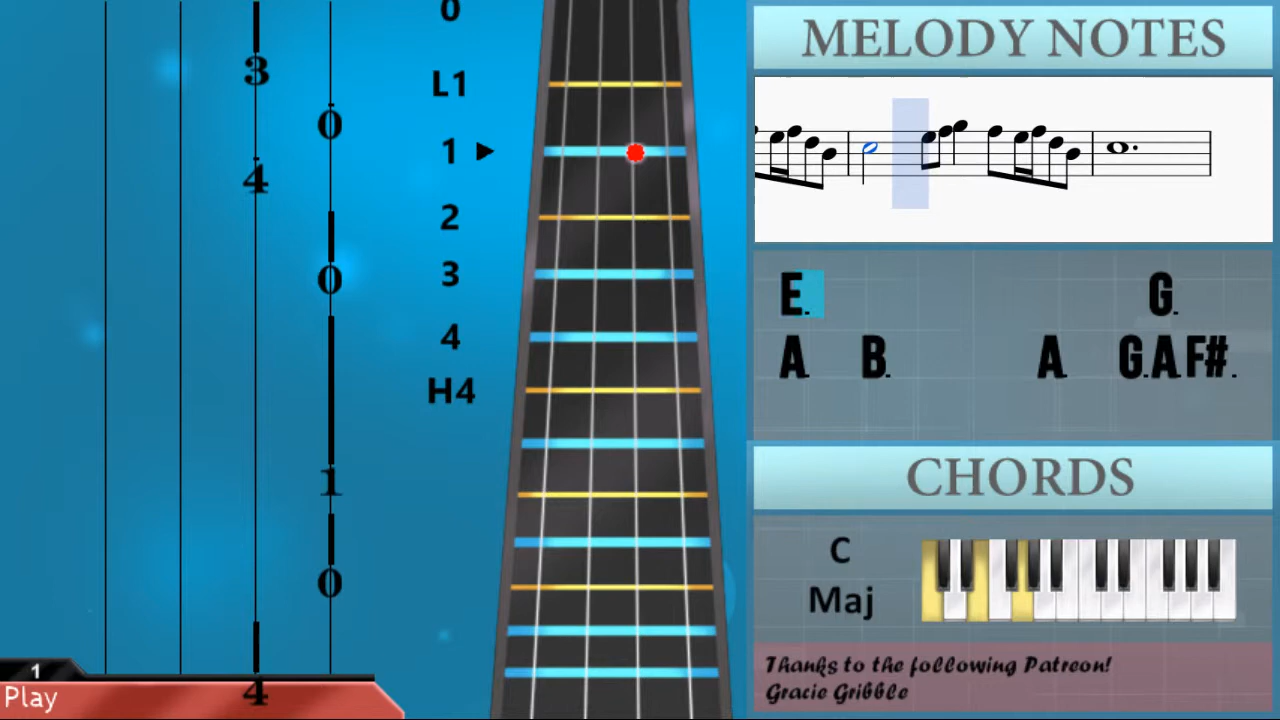 0
3
L1
0
1
4
2
0
3
4
H4
1
0
1
4
Play
MELODY NOTES
E. G.
A. B. A. G.A.F#.
CHORDS
C
Maj
Thanks to the following Patreon!
Gracie Gribble